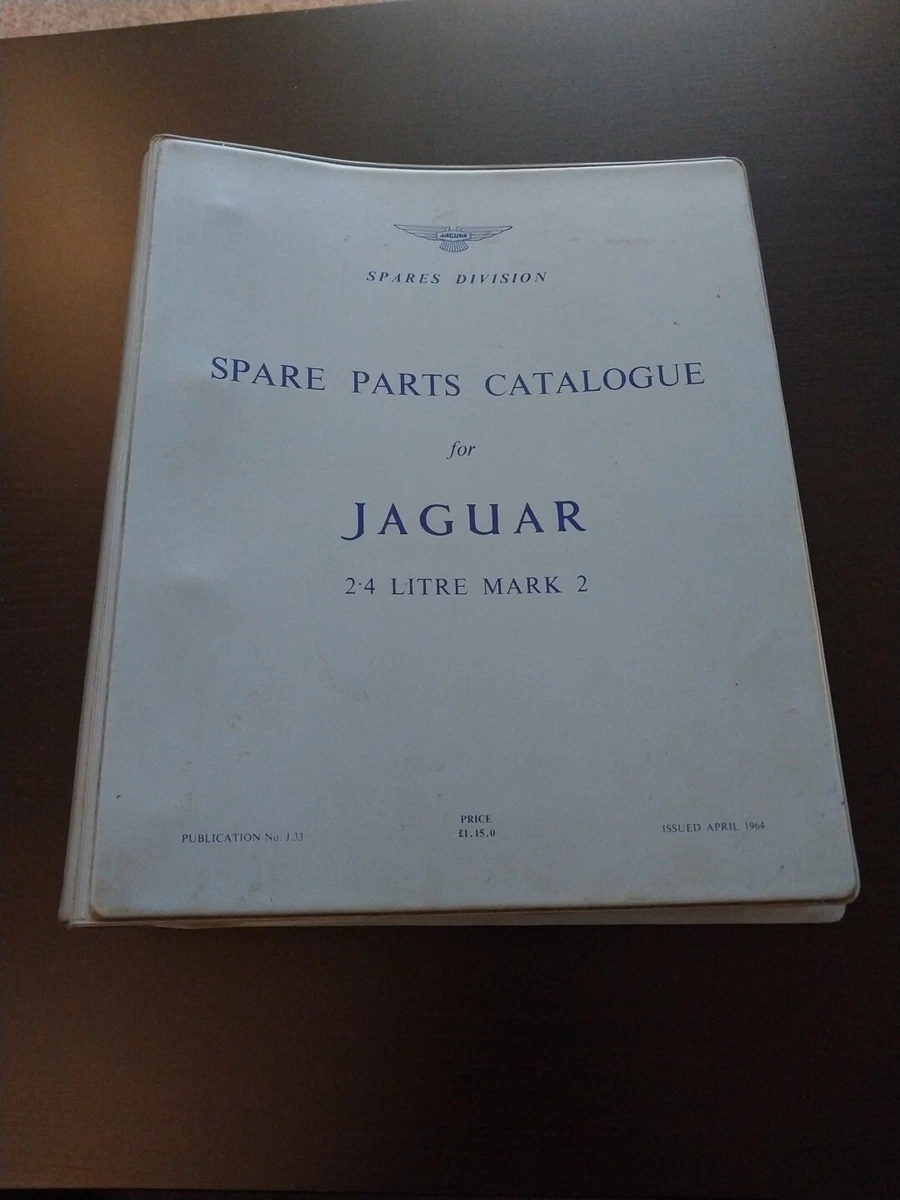 JAGUAR
SPARES DIVISION
SPARE PARTS CATALOGUE
for
JAGUAR
2·4 LITRE MARK 2
PUBLICATION No. J.33
PRICE
£1.15.0
ISSUED APRIL 1964